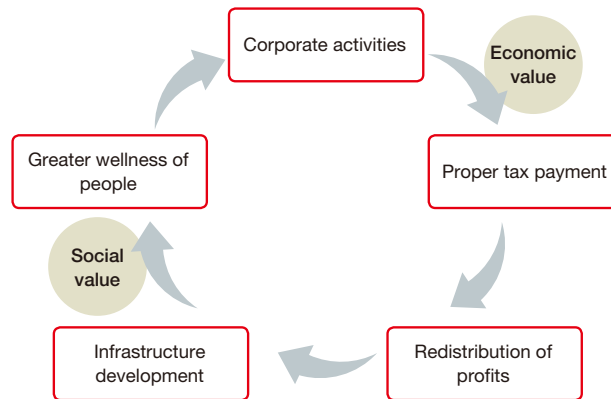 Corporate activities
Economic
value
Proper tax payment
Redistribution of
profits
Infrastructure
development
Social
value
Greater wellness of
people